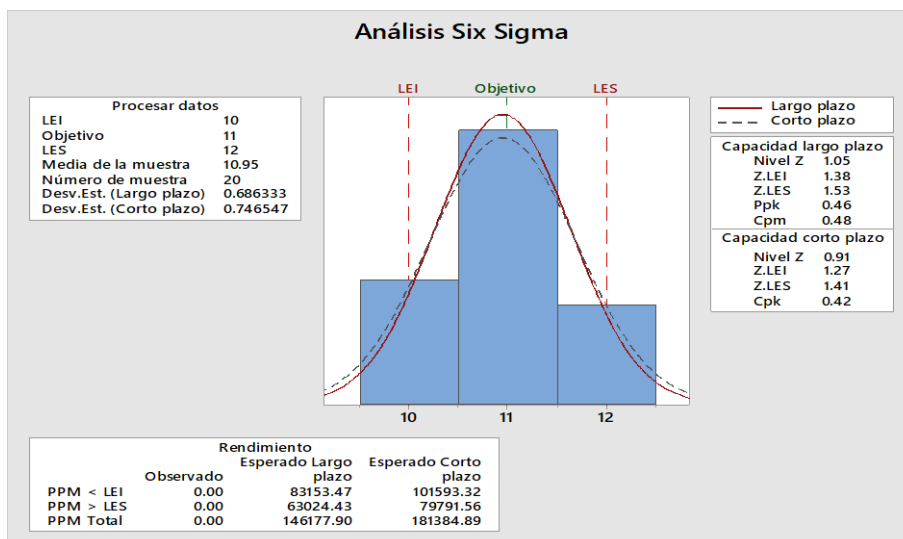 Análisis Six Sigma
LEI Objetivo LES
Procesar datos
LEI 10
Objetivo 11
LES 12
Media de la muestra 10.95
Número de muestra 20
Desv.Est. (Largo plazo) 0.686333
Desv.Est. (Corto plazo) 0.746547
Largo plazo
Corto plazo
Capacidad largo plazo
Nivel Z 1.05
Z.LEI 1.38
Z.LES 1.53
Ppk 0.46
Cpm 0.48
Capacidad corto plazo
Nivel Z 0.91
Z.LEI 1.27
Z.LES 1.41
Cpk 0.42
10 11 12
Rendimiento
Esperado Largo Esperado Corto
Observado plazo plazo
PPM < LEI 0.00 83153.47 101593.32
PPM > LES 0.00 63024.43 79791.56
PPM Total 0.00 146177.90 181384.89